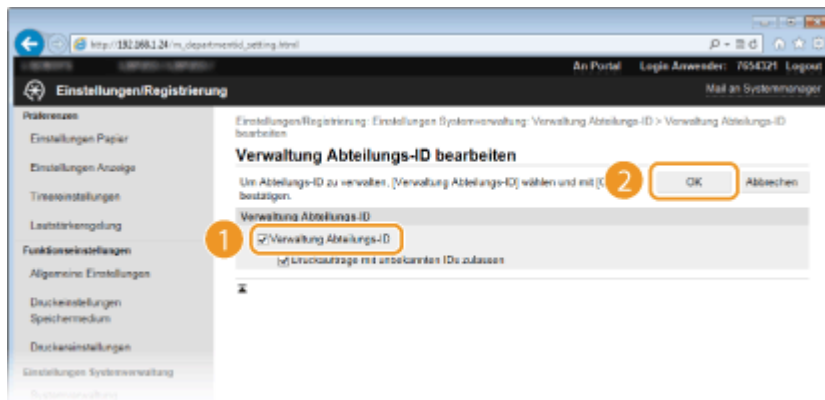 http://192.168.1.24/m_departmentid_setting.html
An Portal Login Anwender: 7654321 Logout
Einstellungen/Registrierung
Mail an Systemmanager
Präferenzen
Einstellungen Papier
Einstellungen Anzeige
Timereinstellungen
Lautstärkeregelung
Funktionseinstellungen
Allgemeine Einstellungen
Druckeinstellungen
Speichermedium
Druckereinstellungen
Einstellungen Systemverwaltung
Systemverwaltung
Einstellungen/Registrierung: Einstellungen Systemverwaltung: Verwaltung Abteilungs-ID > Verwaltung Abteilungs-ID
bearbeiten
Verwaltung Abteilungs-ID bearbeiten
Um Abteilungs-ID zu verwalten, [Verwaltung Abteilungs-ID] wählen und mit [
bestätigen.
2
OK
Abbrechen
Verwaltung Abteilungs-ID
1
Verwaltung Abteilungs-ID
Druckaufträge mit unbekannten IDs zulassen